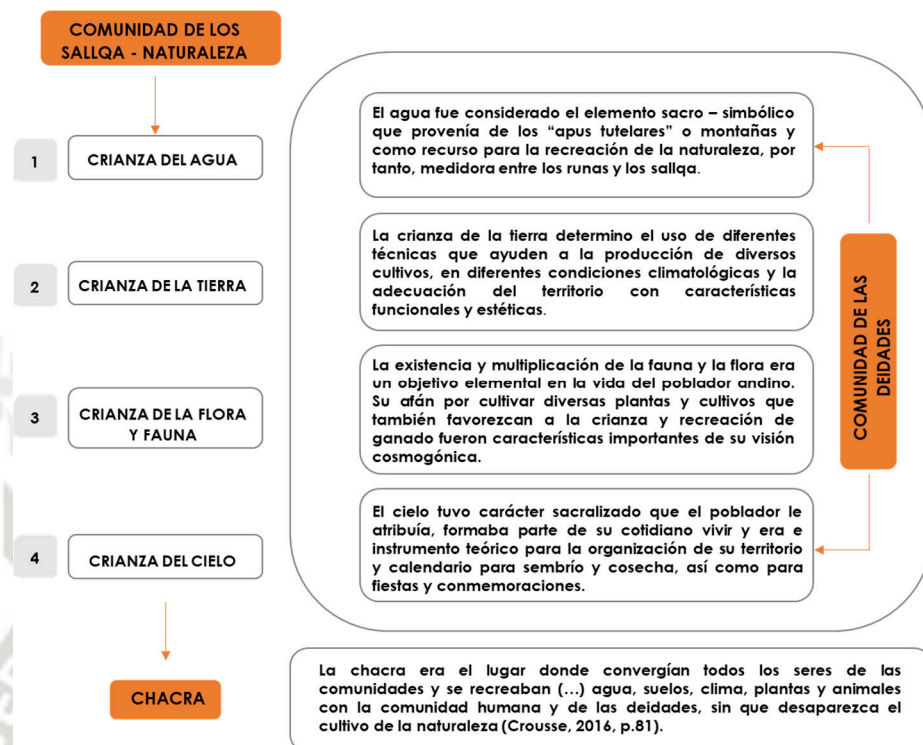 COMUNIDAD DE LOS
SALLQA - NATURALEZA
1
CRIANZA DEL AGUA
El agua fue considerado el elemento sacro – simbólico
que provenía de los “apus tutelares” o montañas y
como recurso para la recreación de la naturaleza, por
tanto, medidora entre los runas y los sallqa.
2
CRIANZA DE LA TIERRA
La crianza de la tierra determino el uso de diferentes
técnicas que ayuden a la producción de diversos
cultivos, en diferentes condiciones climatológicas y la
adecuación del territorio con características
funcionales y estéticas.
3
CRIANZA DE LA FLORA
Y FAUNA
La existencia y multiplicación de la fauna y la flora era
un objetivo elemental en la vida del poblador andino.
Su afán por cultivar diversas plantas y cultivos que
también favorezcan a la crianza y recreación de
ganado fueron características importantes de su visión
cosmogónica.
4
CRIANZA DEL CIELO
El cielo tuvo carácter sacralizado que el poblador le
atribuía, formaba parte de su cotidiano vivir y era e
instrumento teórico para la organización de su territorio
y calendario para sembrío y cosecha, así como para
fiestas y conmemoraciones.
COMUNIDAD DE LAS
DEIDADES
CHACRA
La chacra era el lugar donde convergían todos los seres de las
comunidades y se recreaban (…) agua, suelos, clima, plantas y animales
con la comunidad humana y de las deidades, sin que desaparezca el
cultivo de la naturaleza (Crousse, 2016, p.81).